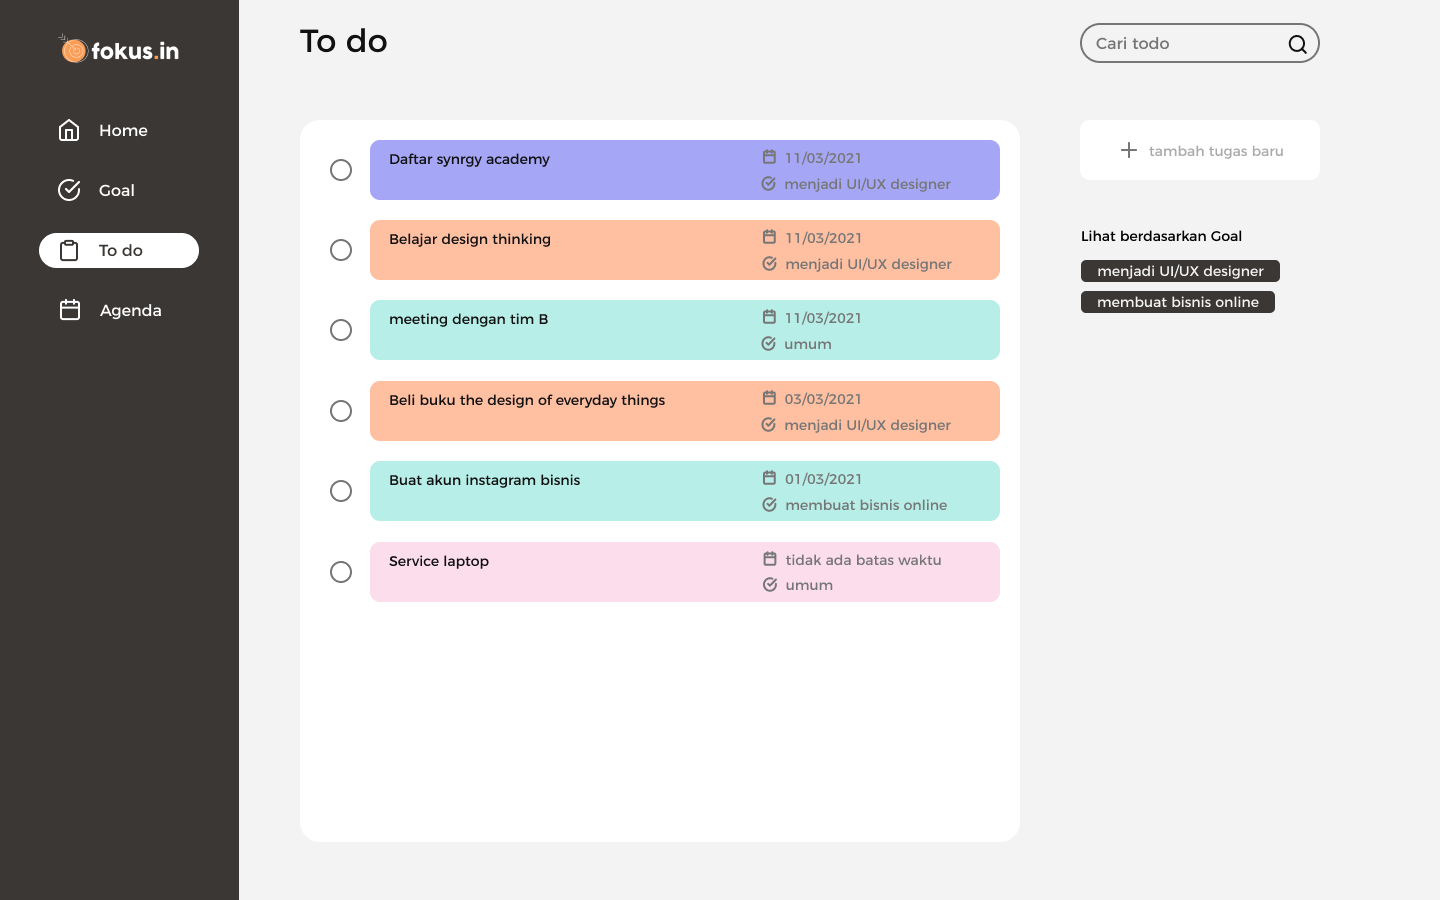 fokus.in
Home
Goal
To do
Agenda
To do
Cari todo
Daftar synrgy academy
11/03/2021
menjadi UI/UX designer
Belajar design thinking
11/03/2021
menjadi UI/UX designer
meeting dengan tim B
11/03/2021
umum
Beli buku the design of everyday things
03/03/2021
menjadi UI/UX designer
Buat akun instagram bisnis
01/03/2021
membuat bisnis online
Service laptop
tidak ada batas waktu
umum
tambah tugas baru
Lihat berdasarkan Goal
menjadi UI/UX designer
membuat bisnis online